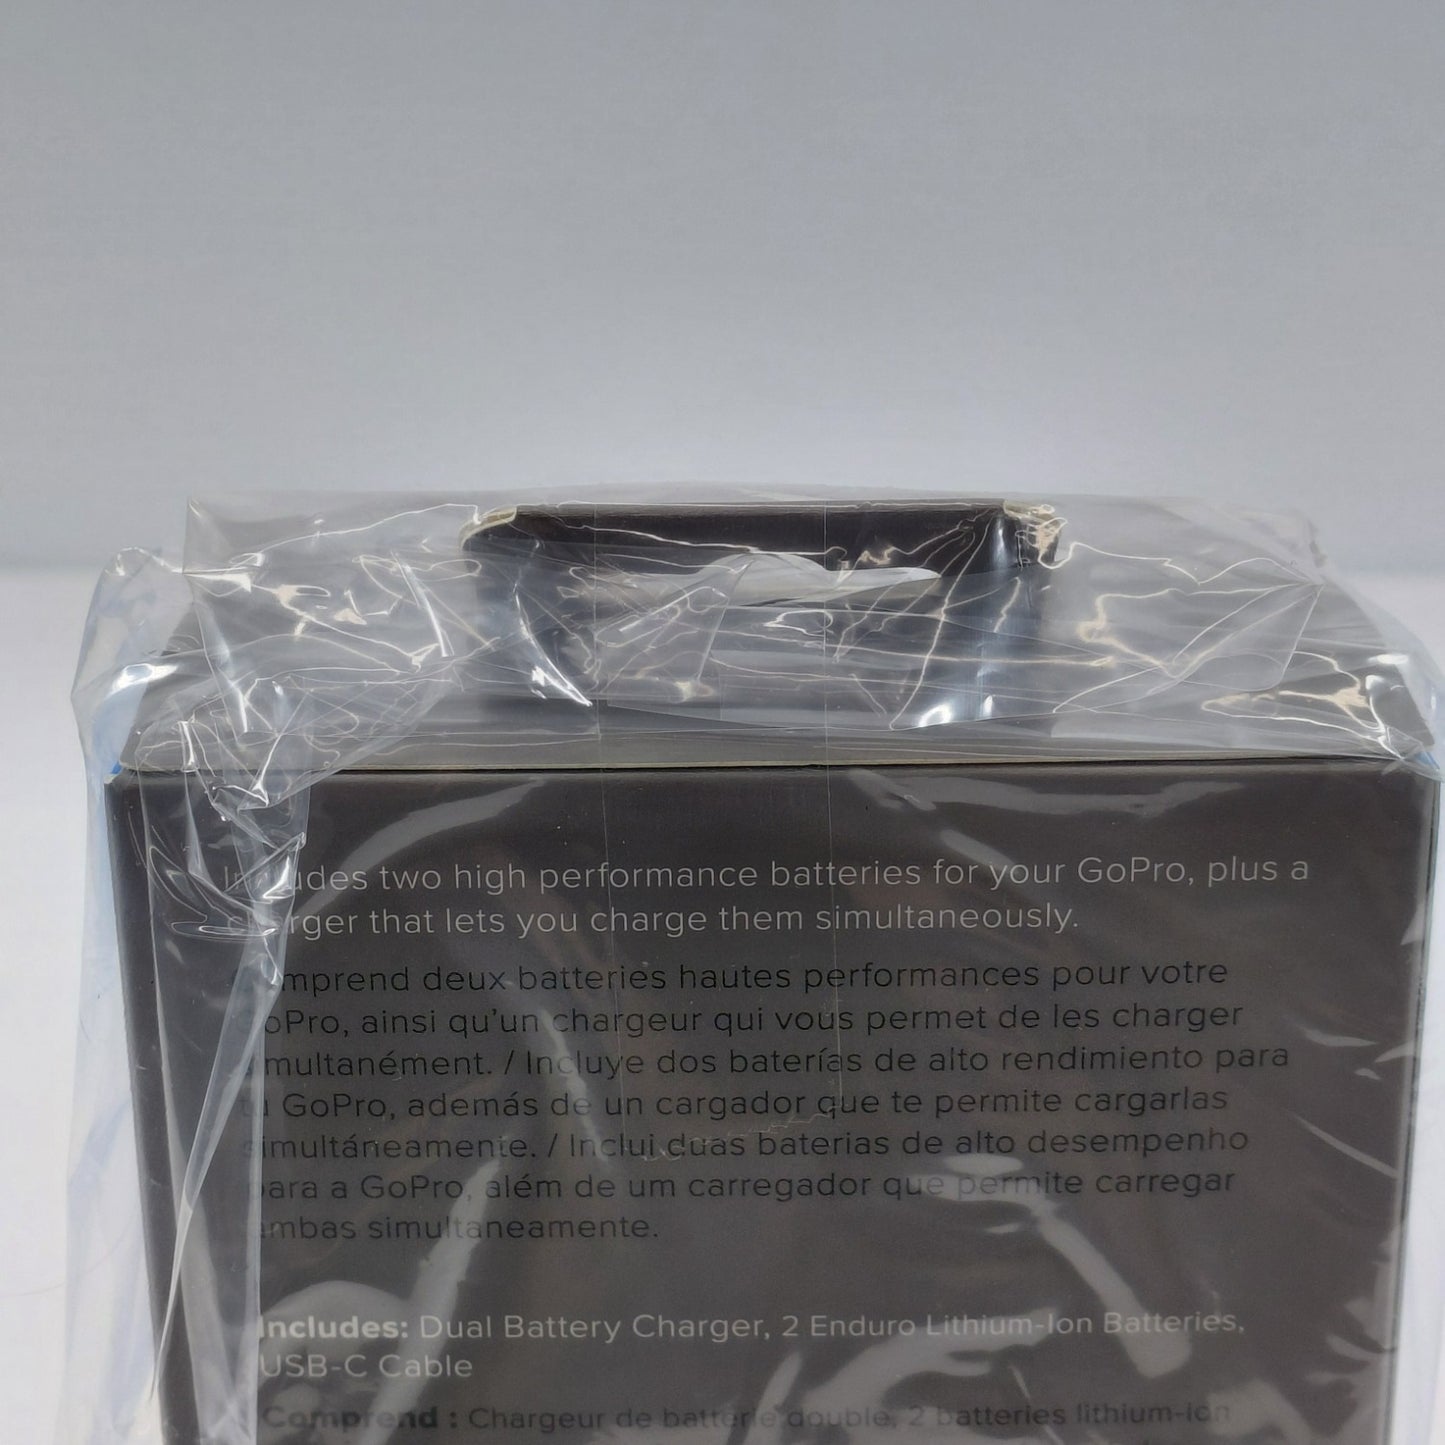 Includes two high performance batteries for your GoPro, plus a
charger that lets you charge them simultaneously.
Comprend deux batteries hautes performances pour votre
GoPro, ainsi qu'un chargeur qui vous permet de les charger
simultanément. / Incluye dos baterías de alto rendimiento para
tu GoPro, además de un cargador que te permite cargarlas
simultáneamente. / Inclui duas baterias de alto desempenho
para a GoPro, além de um carregador que permite carregar
ambas simultaneamente.
Includes: Dual Battery Charger, 2 Enduro Lithium-Ion Batteries,
USB-C Cable
Comprend : Chargeur de batterie double, 2 batteries lithium-ion